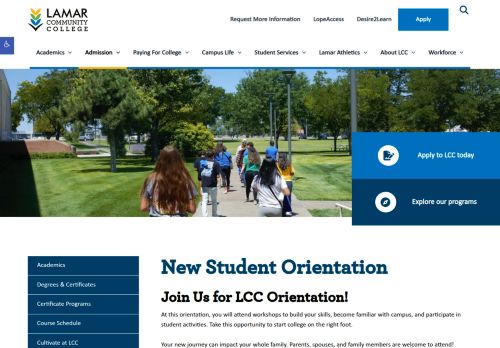 LAMAR
COMMUNITY
COLLEGE
Request More Information LopeAccess Desire2Learn Apply
Academics Admission Paying For College Campus Life Student Services Lamar Athletics About LCC Workforce
Apply to LCC today
Explore our programs
Academics
Degrees & Certificates
Certificate Programs
Course Schedule
Cultivate at LCC
New Student Orientation
Join Us for LCC Orientation!
At this orientation, you will attend workshops to build your skills, become familiar with campus, and participate in
student activities. Take this opportunity to start college on the right foot.
Your new journey can impact your whole family. Parents, spouses, and family members are welcome to attend!